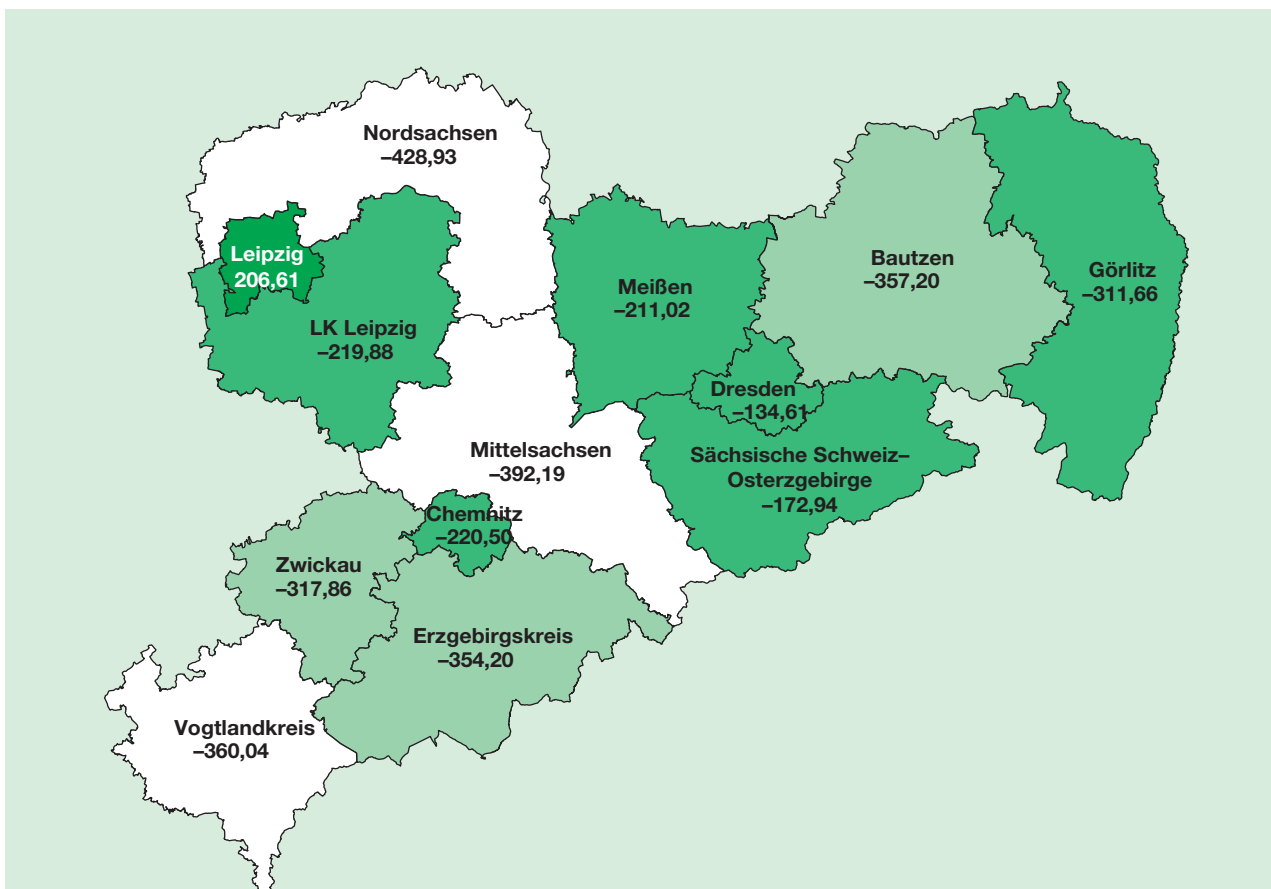 Nordsachsen
–428,93
Leipzig
206,61
LK Leipzig
–219,88
Meißen
–211,02
Bautzen
–357,20
Görlitz
–311,66
Dresden
–134,61
Mittelsachsen
–392,19
Sächsische Schweiz–
Osterzgebirge
–172,94
Chemnitz
–220,50
Zwickau
–317,86
Erzgebirgskreis
–354,20
Vogtlandkreis
–360,04